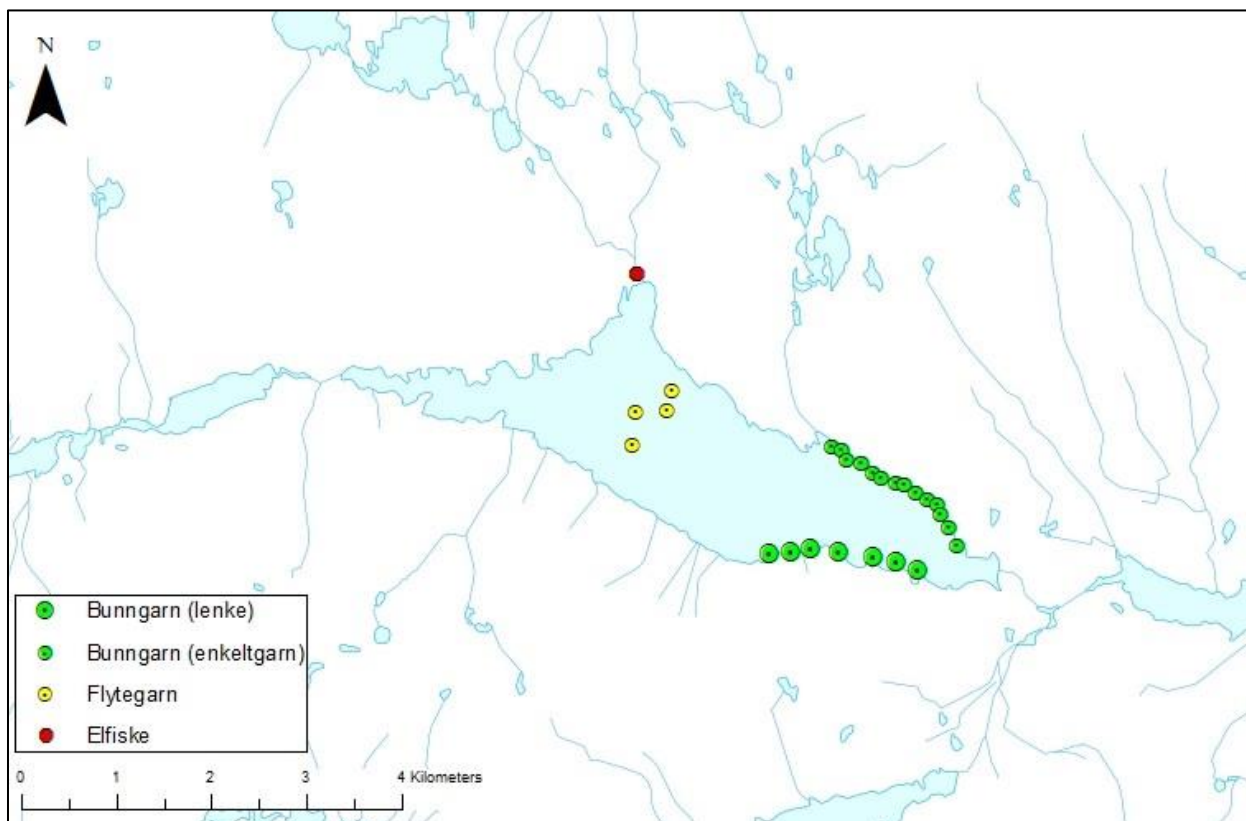 N
Bunngarn (lenke)
Bunngarn (enkeltgarn)
Flytegarn
Elfiske
0 1 2 3 4 Kilometers